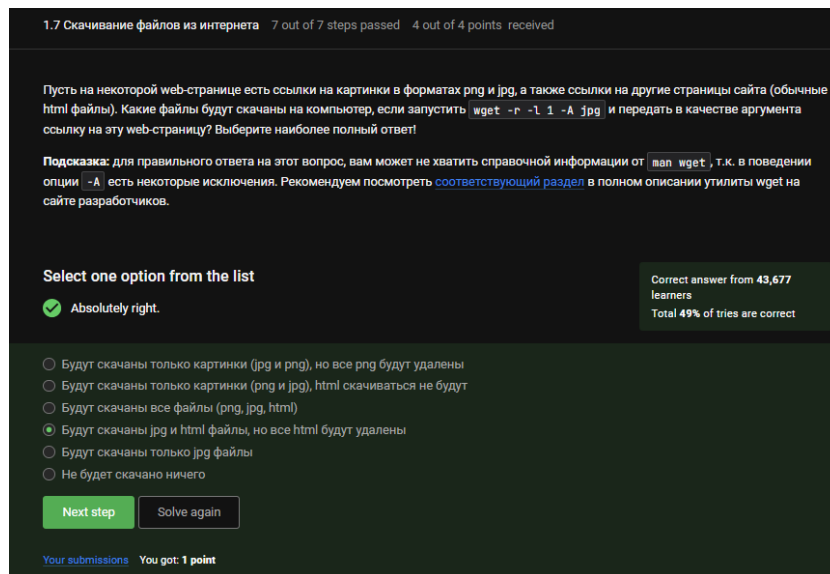 1.7 Скачивание файлов из интернета 7 out of 7 steps passed 4 out of 4 points received
Пусть на некоторой web-странице есть ссылки на картинки в форматах png и jpg, а также ссылки на другие страницы сайта (обычные
html файлы). Какие файлы будут скачаны на компьютер, если запустить wget -r -l 1 -A jpg и передать в качестве аргумента
ссылку на эту web-страницу? Выберите наиболее полный ответ!
Подсказка: для правильного ответа на этот вопрос, вам может не хватить справочной информации от man wget, т.к. в поведении
опции -A есть некоторые исключения. Рекомендуем посмотреть соответствующий раздел в полном описании утилиты wget на
сайте разработчиков.
Select one option from the list
Absolutely right.
Correct answer from 43,677
learners
Total 49% of tries are correct
Будут скачаны только картинки (jpg и png), но все png будут удалены
Будут скачаны только картинки (png и jpg), html скачиваться не будут
Будут скачаны все файлы (png, jpg, html)
Будут скачаны jpg и html файлы, но все html будут удалены
Будут скачаны только jpg файлы
Не будет скачано ничего
Next step Solve again
Your submissions You got: 1 point